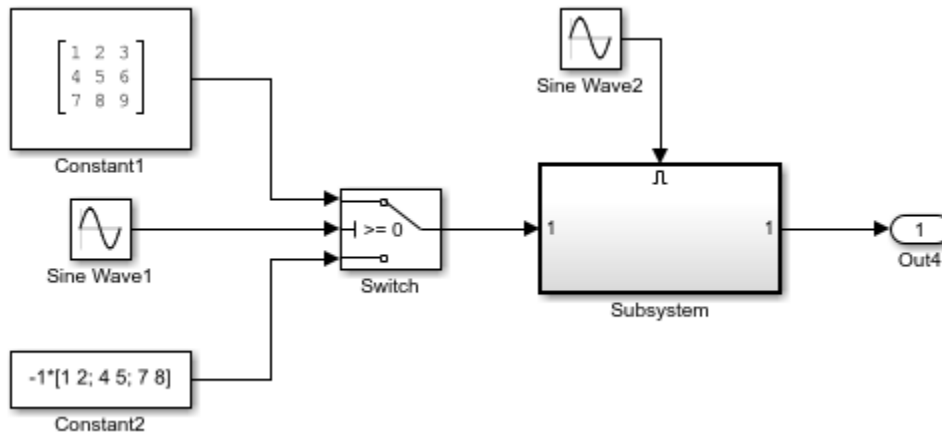 1 2 3
4 5 6
7 8 9
Constant1
Sine Wave2
Sine Wave1
>= 0
Switch
1
1
Subsystem
1
Out4
-1*[1 2; 4 5; 7 8]
Constant2